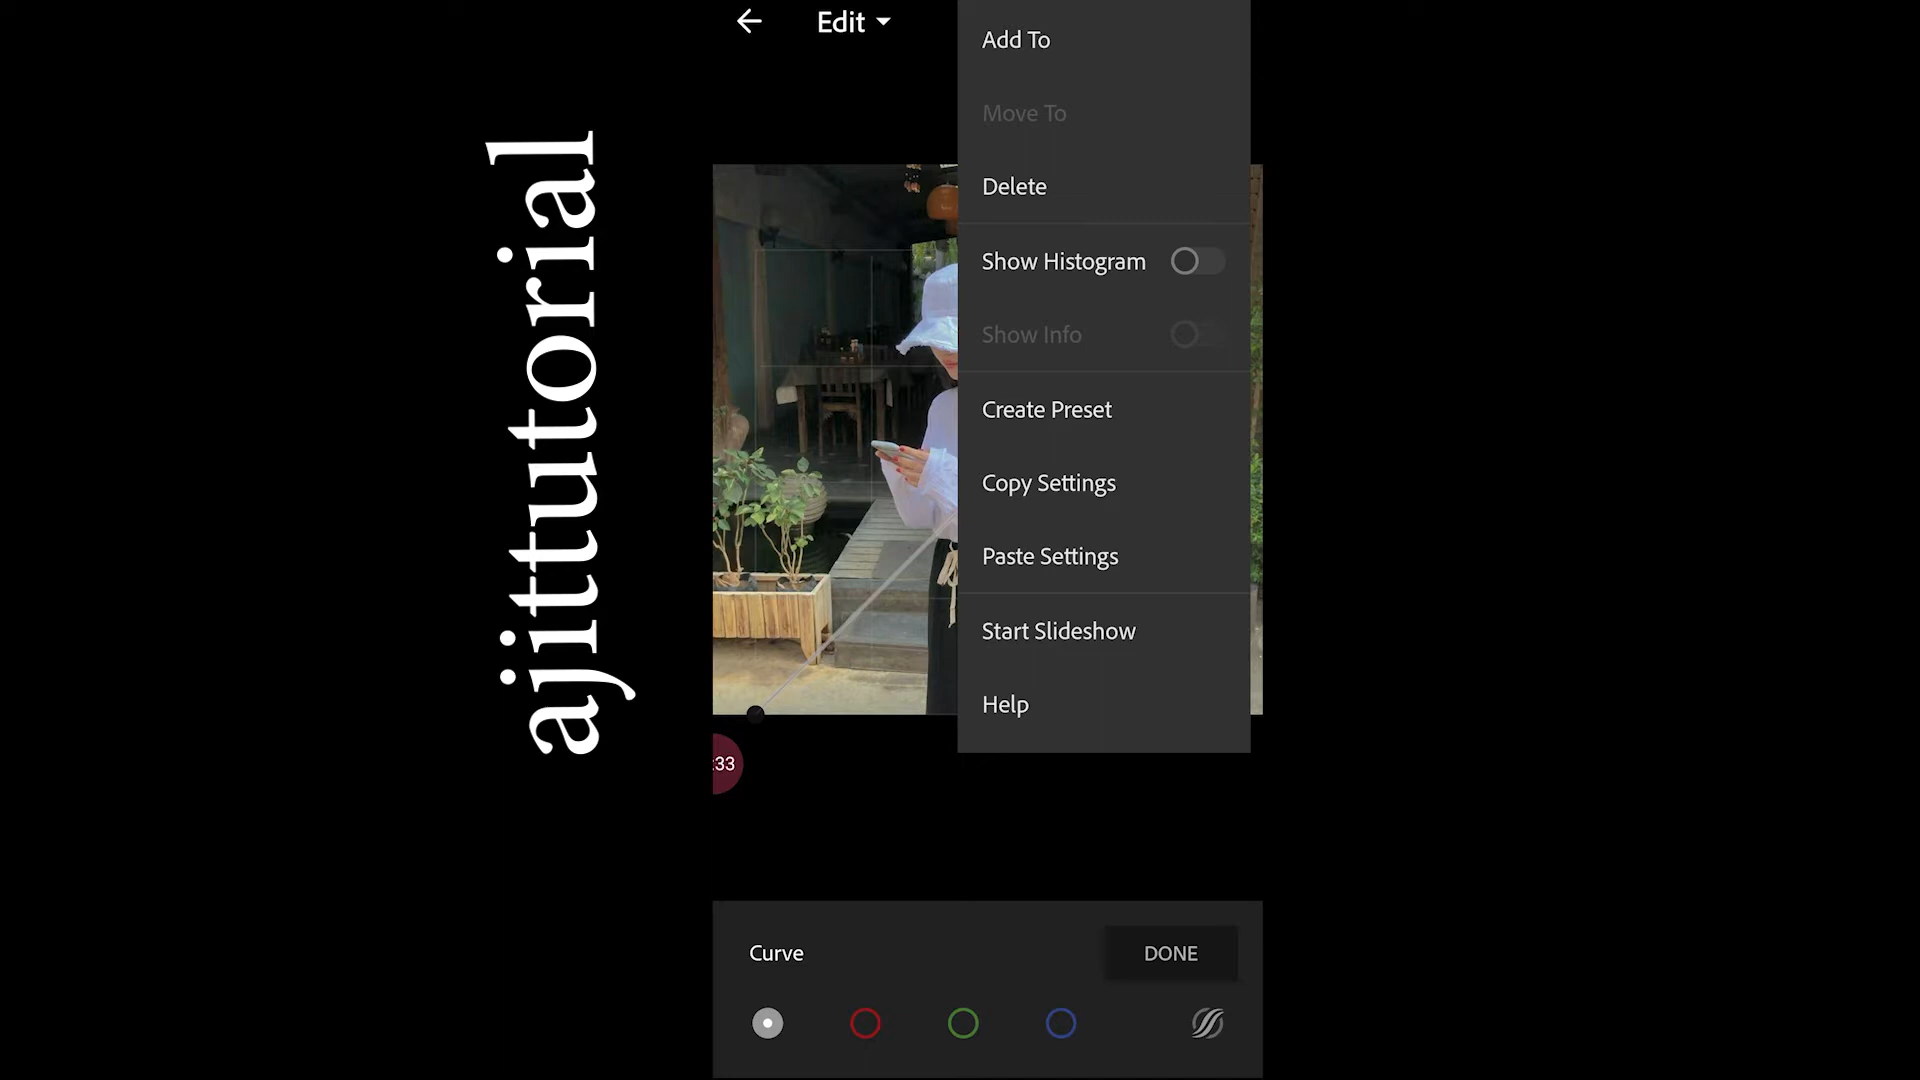 ajittutorial
Edit
Add To
Move To
Delete
Show Histogram
Show Info
Create Preset
Copy Settings
Paste Settings
Start Slideshow
Help
:33
Curve
DONE